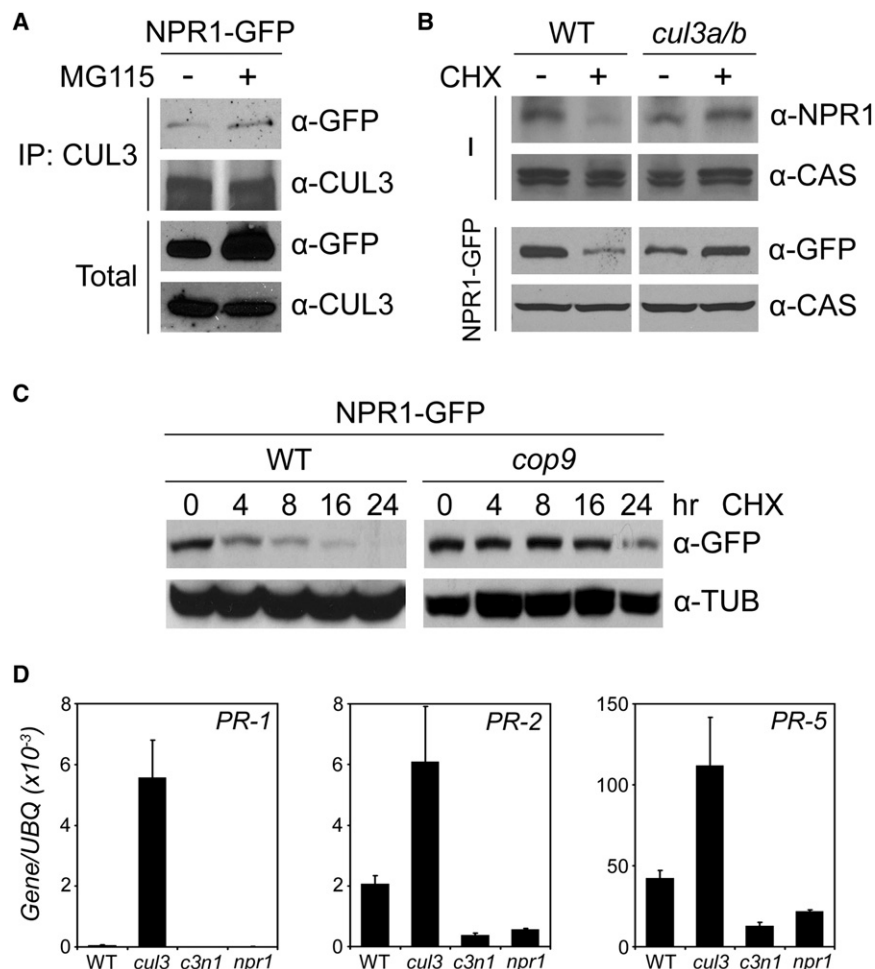 A
NPR1-GFP
MG115 - +
IP: CUL3
α-GFP
α-CUL3
Total
α-GFP
α-CUL3
B
WT cul3a/b
CHX - + - +
I
α-NPR1
α-CAS
NPR1-GFP
α-GFP
α-CAS
C
NPR1-GFP
WT cop9
0 4 8 16 24 0 4 8 16 24 hr CHX
α-GFP
α-TUB
D
Gene/UBQ (x10-3)
8
6
4
2
0
PR-1
WT cul3 c3n1 npr1
8
6
4
2
0
PR-2
WT cul3 c3n1 npr1
150
100
50
0
PR-5
WT cul3 c3n1 npr1